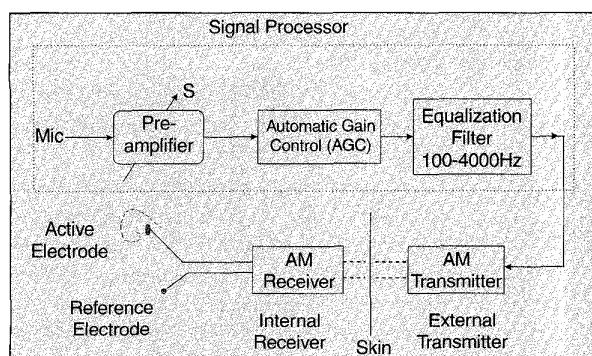 Signal Processor
S
Mic
Pre-
amplifier
Automatic Gain
Control (AGC)
Equalization
Filter
100-4000Hz
Active
Electrode
AM
Receiver
AM
Transmitter
Reference
Electrode
Internal
Receiver
Skin
External
Transmitter